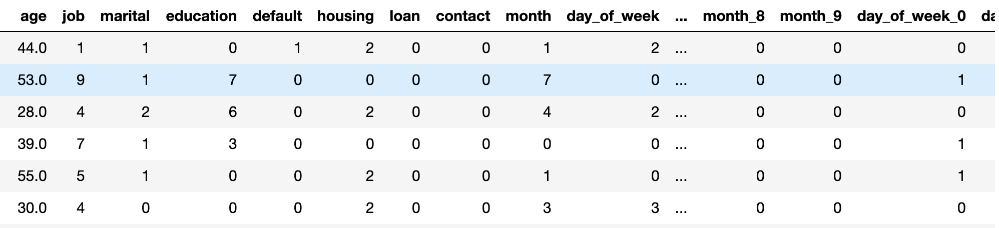 age job marital education default housing loan contact month day_of_week ... month_8 month_9 day_of_week_0 da
44.0 1 1 0 1 2 0 0 1 2 ... 0 0 0
53.0 9 1 7 0 0 0 0 7 0 ... 0 0 1
28.0 4 2 6 0 2 0 0 4 2 ... 0 0 0
39.0 7 1 3 0 0 0 0 0 0 ... 0 0 1
55.0 5 1 0 0 2 0 0 1 0 ... 0 0 1
30.0 4 0 0 0 2 0 0 3 3 ... 0 0 0